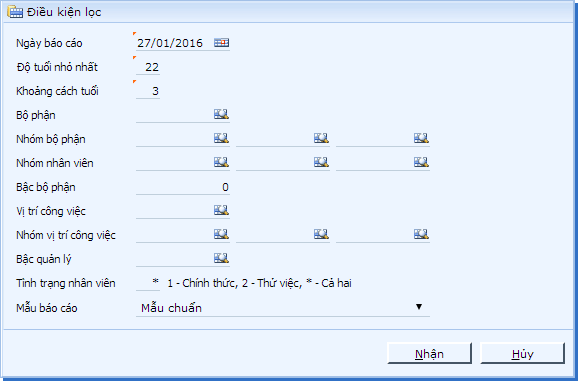 Điều kiện lọc
Ngày báo cáo 27/01/2016
Độ tuổi nhỏ nhất 22
Khoảng cách tuổi 3
Bộ phận
Nhóm bộ phận
Nhóm nhân viên
Bậc bộ phận 0
Vị trí công việc
Nhóm vị trí công việc
Bậc quản lý
Tình trạng nhân viên * 1 - Chính thức, 2 - Thử việc, * - Cả hai
Mẫu báo cáo Mẫu chuẩn
Nhận Hủy